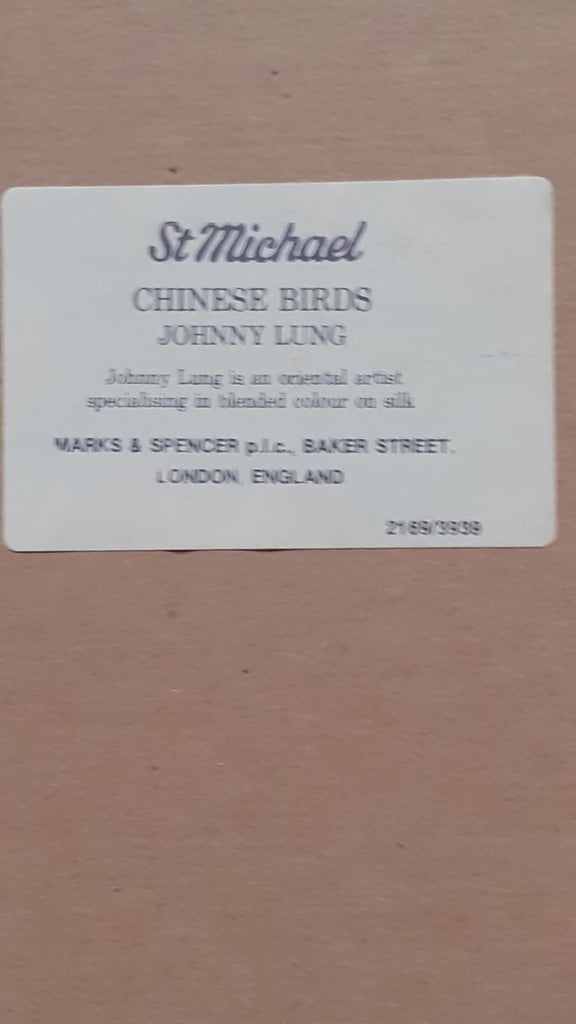 St Michael
CHINESE BIRDS
JOHNNY LUNG
Johnny Lung is an oriental artist
specialising in blended colour on silk
MARKS & SPENCER p.l.c., BAKER STREET.
LONDON, ENGLAND
2169/3939